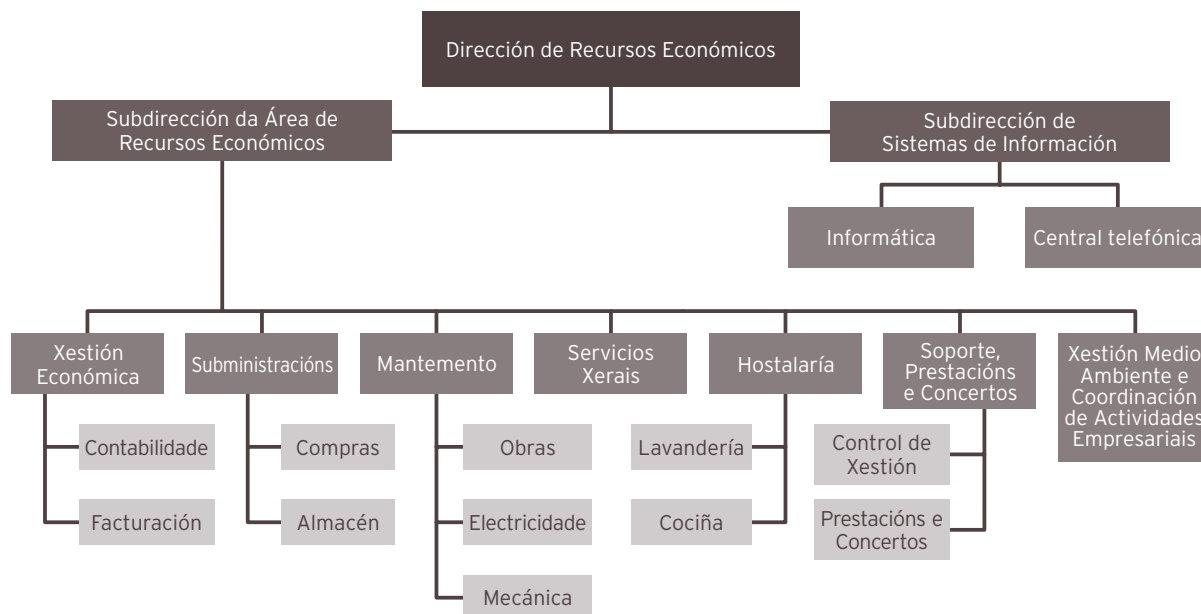 Dirección de Recursos Económicos
Subdirección da Área de
Recursos Económicos
Subdirección de
Sistemas de Información
Informática
Central telefónica
Xestión
Económica
Subministracións
Mantemento
Servicios
Xerais
Hostalaría
Soporte,
Prestacións
e Concertos
Xestión Medio
Ambiente e
Coordinación
de Actividades
Empresariais
Contabilidade
Facturación
Compras
Almacén
Obras
Electricidade
Mecánica
Lavandería
Cociña
Control de
Xestión
Prestacións e
Concertos